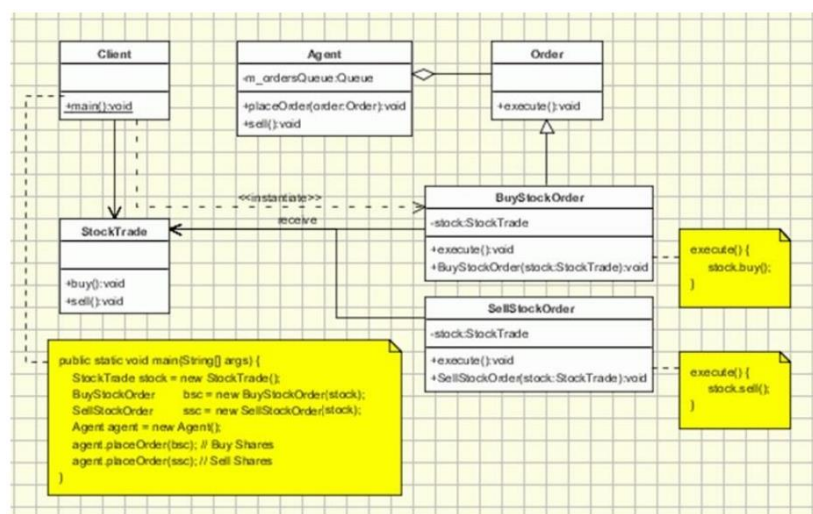 Client
+main():void
Agent
-m_ordersQueue:Queue
+placeOrder(order:Order):void
+sell():void
Order
+execute():void
<<instantiate>>
receive
StockTrade
+buy():void
+sell():void
BuyStockOrder
-stock:StockTrade
+execute():void
+BuyStockOrder(stock:StockTrade):void
execute() {
stock.buy();
}
SellStockOrder
-stock:StockTrade
+execute():void
+SellStockOrder(stock:StockTrade):void
execute() {
stock.sell();
}
public static void main(String[] args) {
StockTrade stock = new StockTrade();
BuyStockOrder bsc = new BuyStockOrder(stock);
SellStockOrder ssc = new SellStockOrder(stock);
Agent agent = new Agent();
agent.placeOrder(bsc); // Buy Shares
agent.placeOrder(ssc); // Sell Shares
}